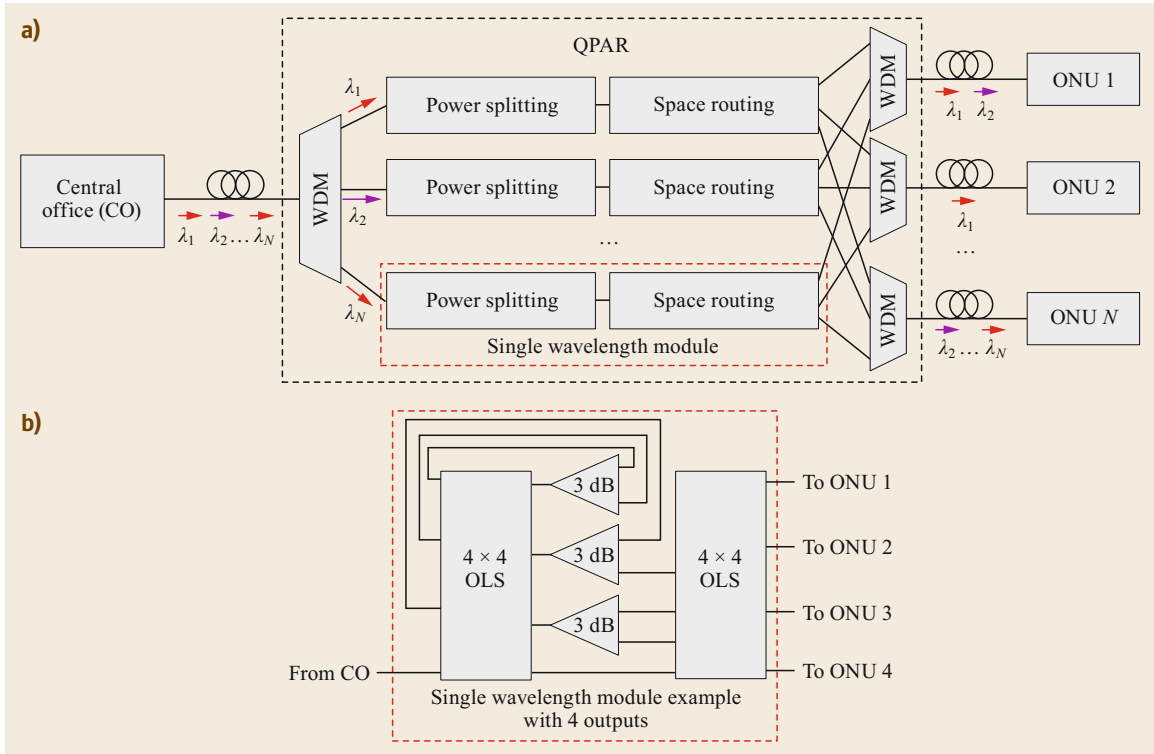 a)
QPAR
λ1
Power splitting
Space routing
WDM
ONU 1
λ1 λ2
Central
office (CO)
WDM
λ2
Power splitting
Space routing
WDM
ONU 2
λ1
λ1 λ2 … λN
…
…
λN
Power splitting
Space routing
WDM
ONU N
λ2 … λN
Single wavelength module
b)
3 dB
To ONU 1
4 × 4
OLS
3 dB
4 × 4
OLS
To ONU 2
3 dB
To ONU 3
From CO
To ONU 4
Single wavelength module example
with 4 outputs